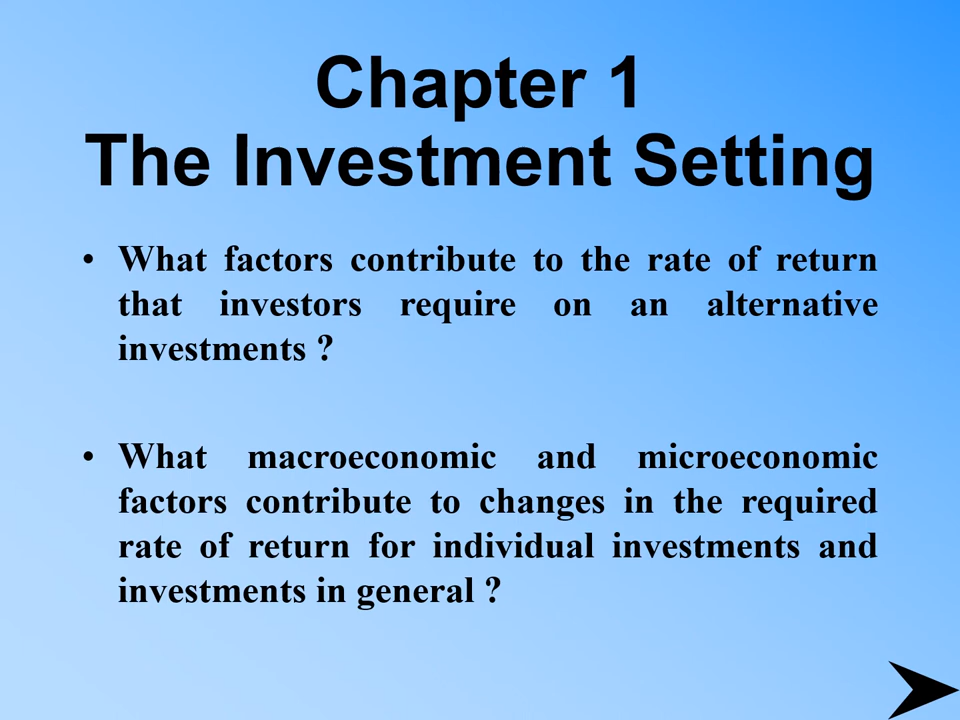 Chapter 1
The Investment Setting
• What factors contribute to the rate of return
that investors require on an alternative
investments ?
• What macroeconomic and microeconomic
factors contribute to changes in the required
rate of return for individual investments and
investments in general ?